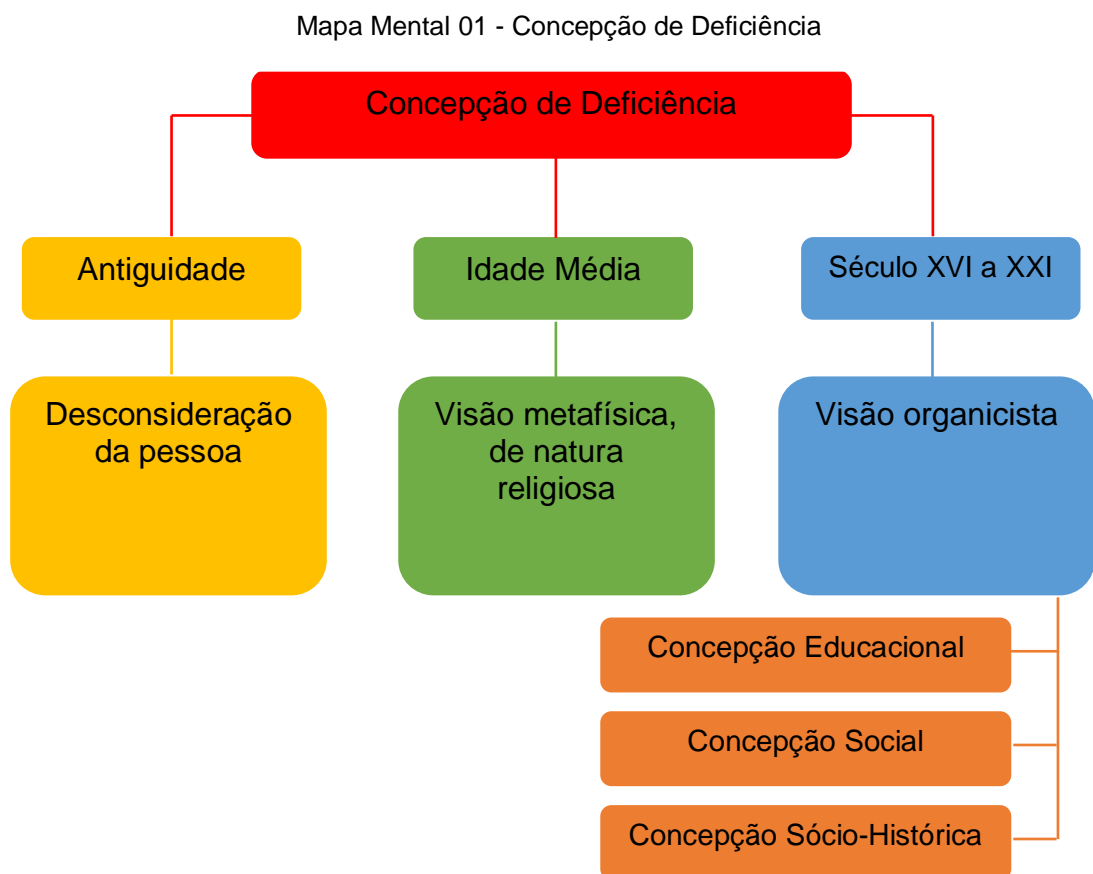 Mapa Mental 01 - Concepção de Deficiência
Concepção de Deficiência
Antiguidade
Idade Média
Século XVI a XXI
Desconsideração
da pessoa
Visão metafísica,
de natura
religiosa
Visão organicista
Concepção Educacional
Concepção Social
Concepção Sócio-Histórica